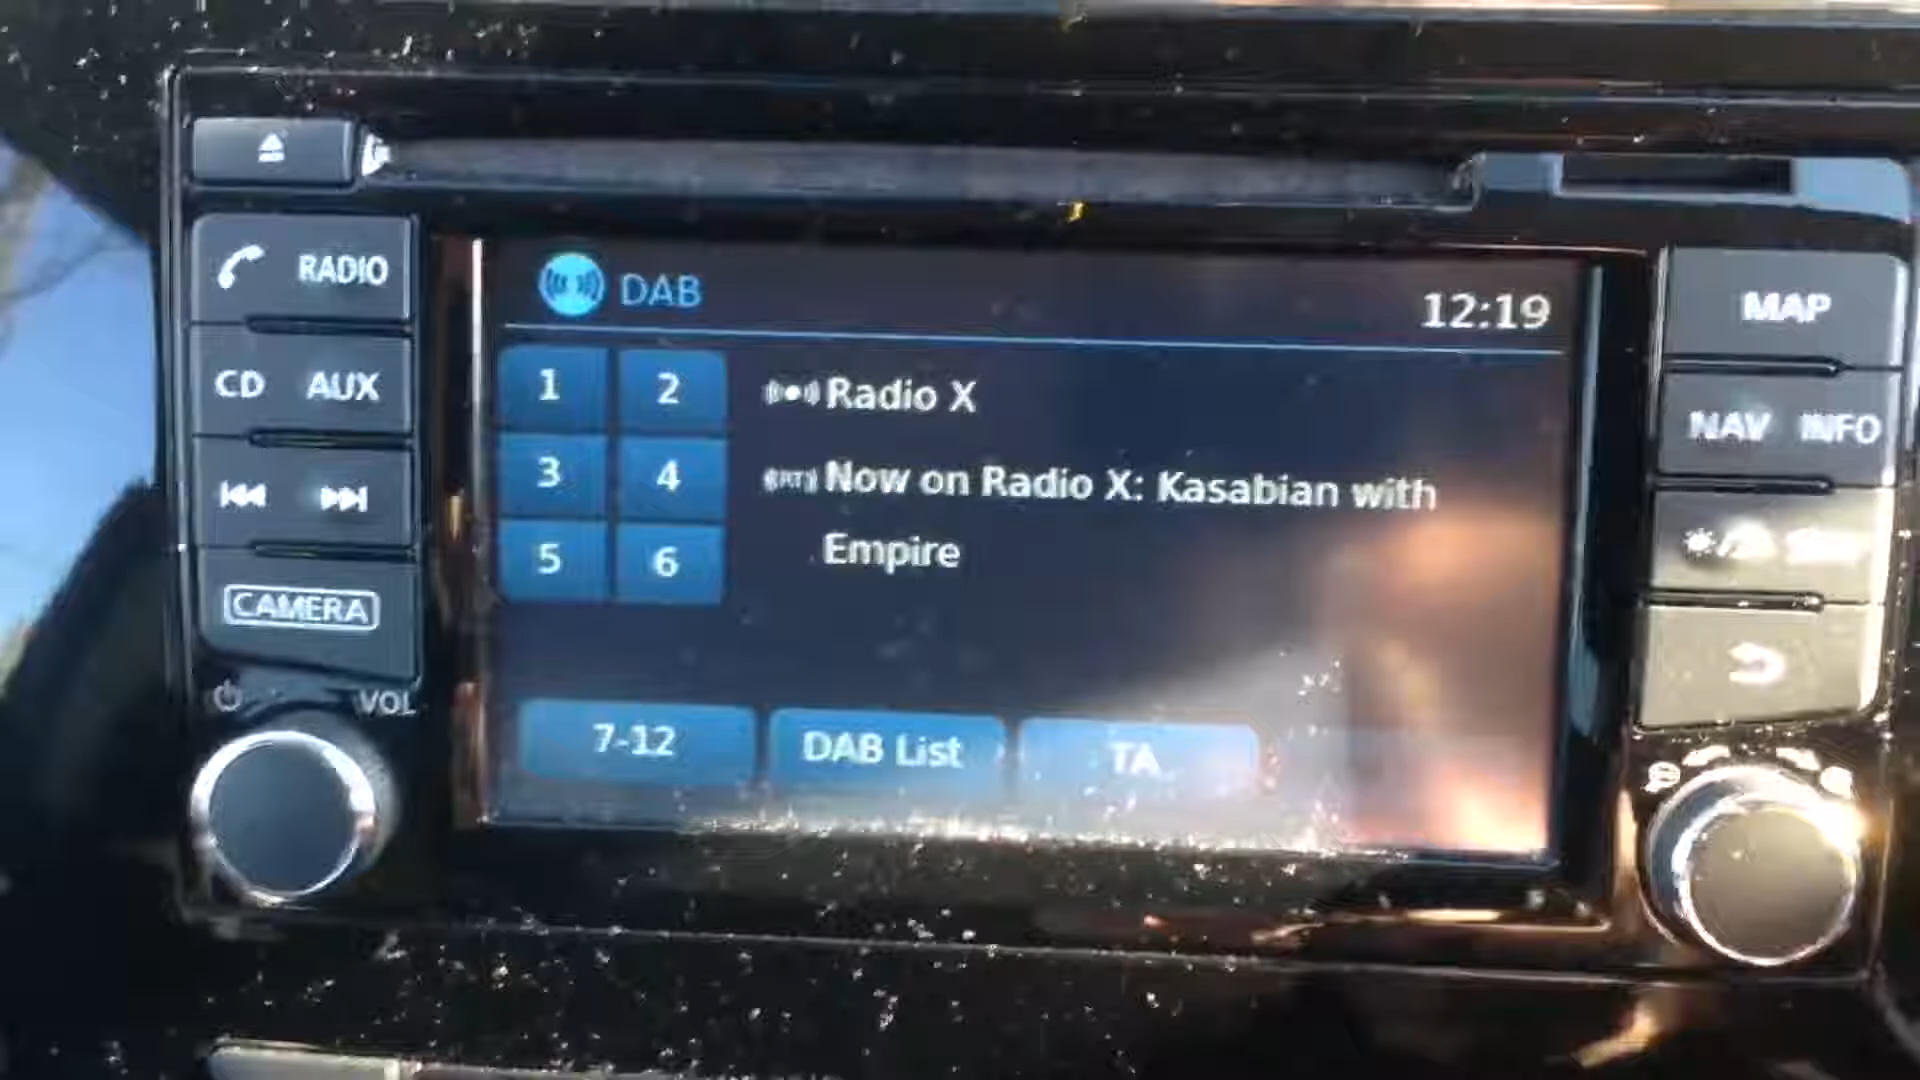 RADIO
CD AUX
CAMERA
VOL
DAB
12:19
1 2
3 4
5 6
Radio X
(RT) Now on Radio X: Kasabian with
Empire
7-12 DAB List TA
MAP
NAV INFO